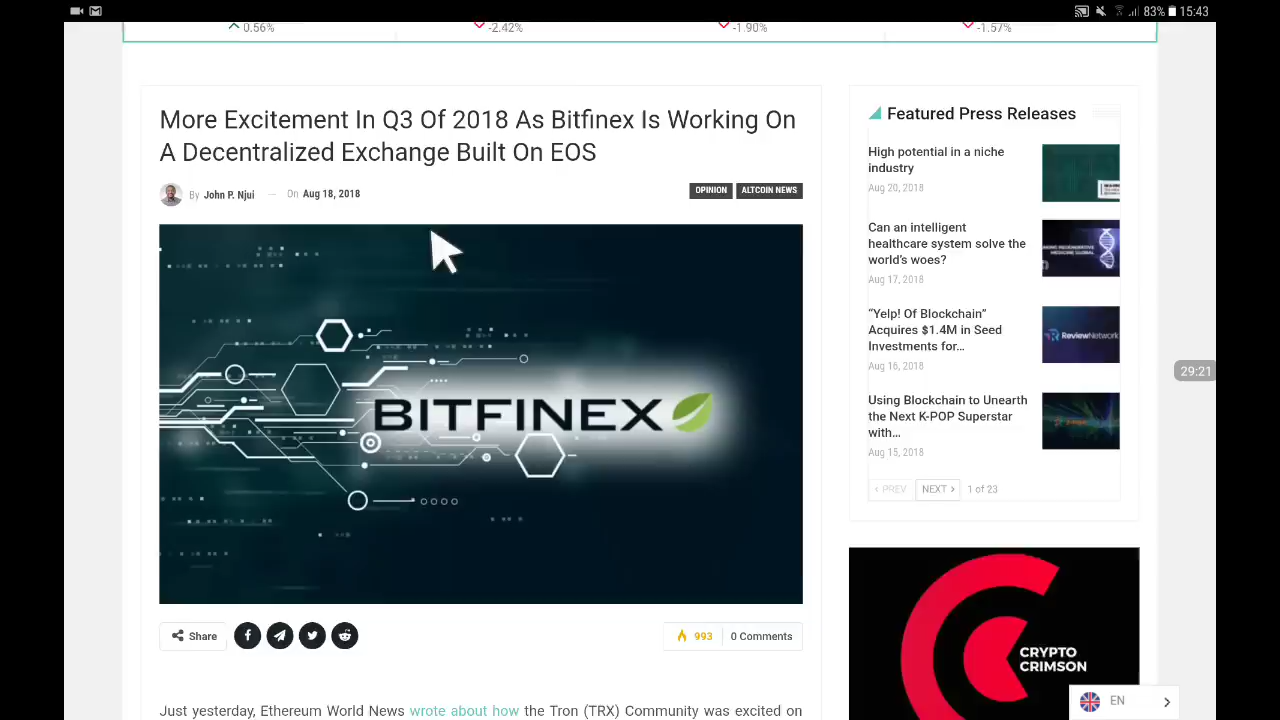 83% 15:43
0.56% -2.42% -1.90% -1.57%
More Excitement In Q3 Of 2018 As Bitfinex Is Working On
A Decentralized Exchange Built On EOS
By John P. Njui — On Aug 18, 2018
OPINION ALTCOIN NEWS
BITFINEX
Share
993 0 Comments
Just yesterday, Ethereum World News wrote about how the Tron (TRX) Community was excited on
Featured Press Releases
High potential in a niche
industry
Aug 20, 2018
Can an intelligent
healthcare system solve the
world's woes?
Aug 17, 2018
“Yelp! Of Blockchain”
Acquires $1.4M in Seed
Investments for...
Aug 16, 2018
ReviewNetwork
Using Blockchain to Unearth
the Next K-POP Superstar
with...
Aug 15, 2018
PREV NEXT 1 of 23
29:21
CRYPTO
CRIMSON
EN